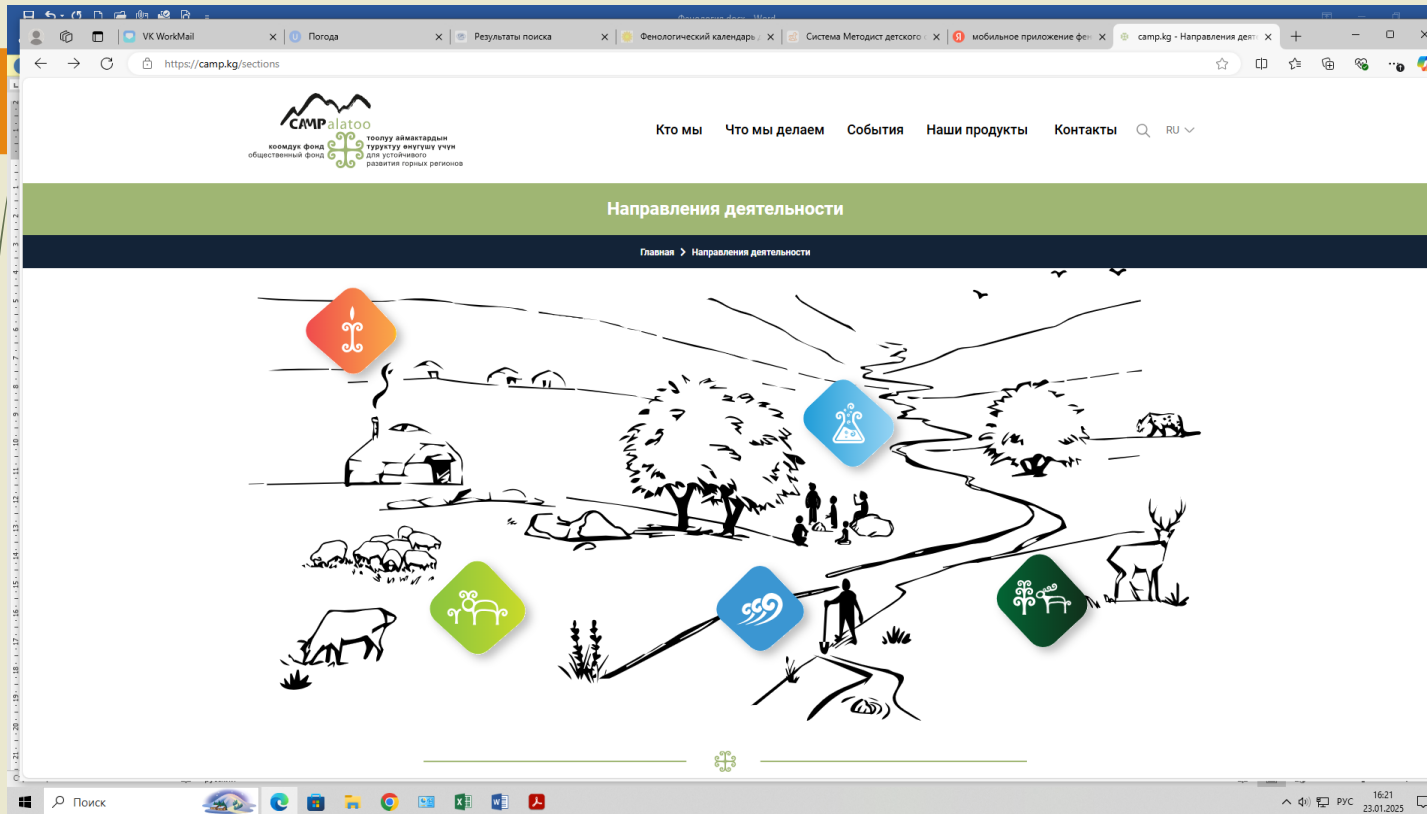 Фенология.docx - Word
VK WorkMail
Погода
Результаты поиска
Фенологический календарь
Система Методист детского
мобильное приложение фен
camp.kg - Направления деят
https://camp.kg/sections
CAMPalatoo
коомдук фонд
общественный фонд
тоолуу аймактардын
туруктуу өнүгүшү үчүн
для устойчивого
развития горных регионов
Кто мы Что мы делаем События Наши продукты Контакты RU
Направления деятельности
Главная > Направления деятельности
Поиск
РУС
16:21
23.01.2025